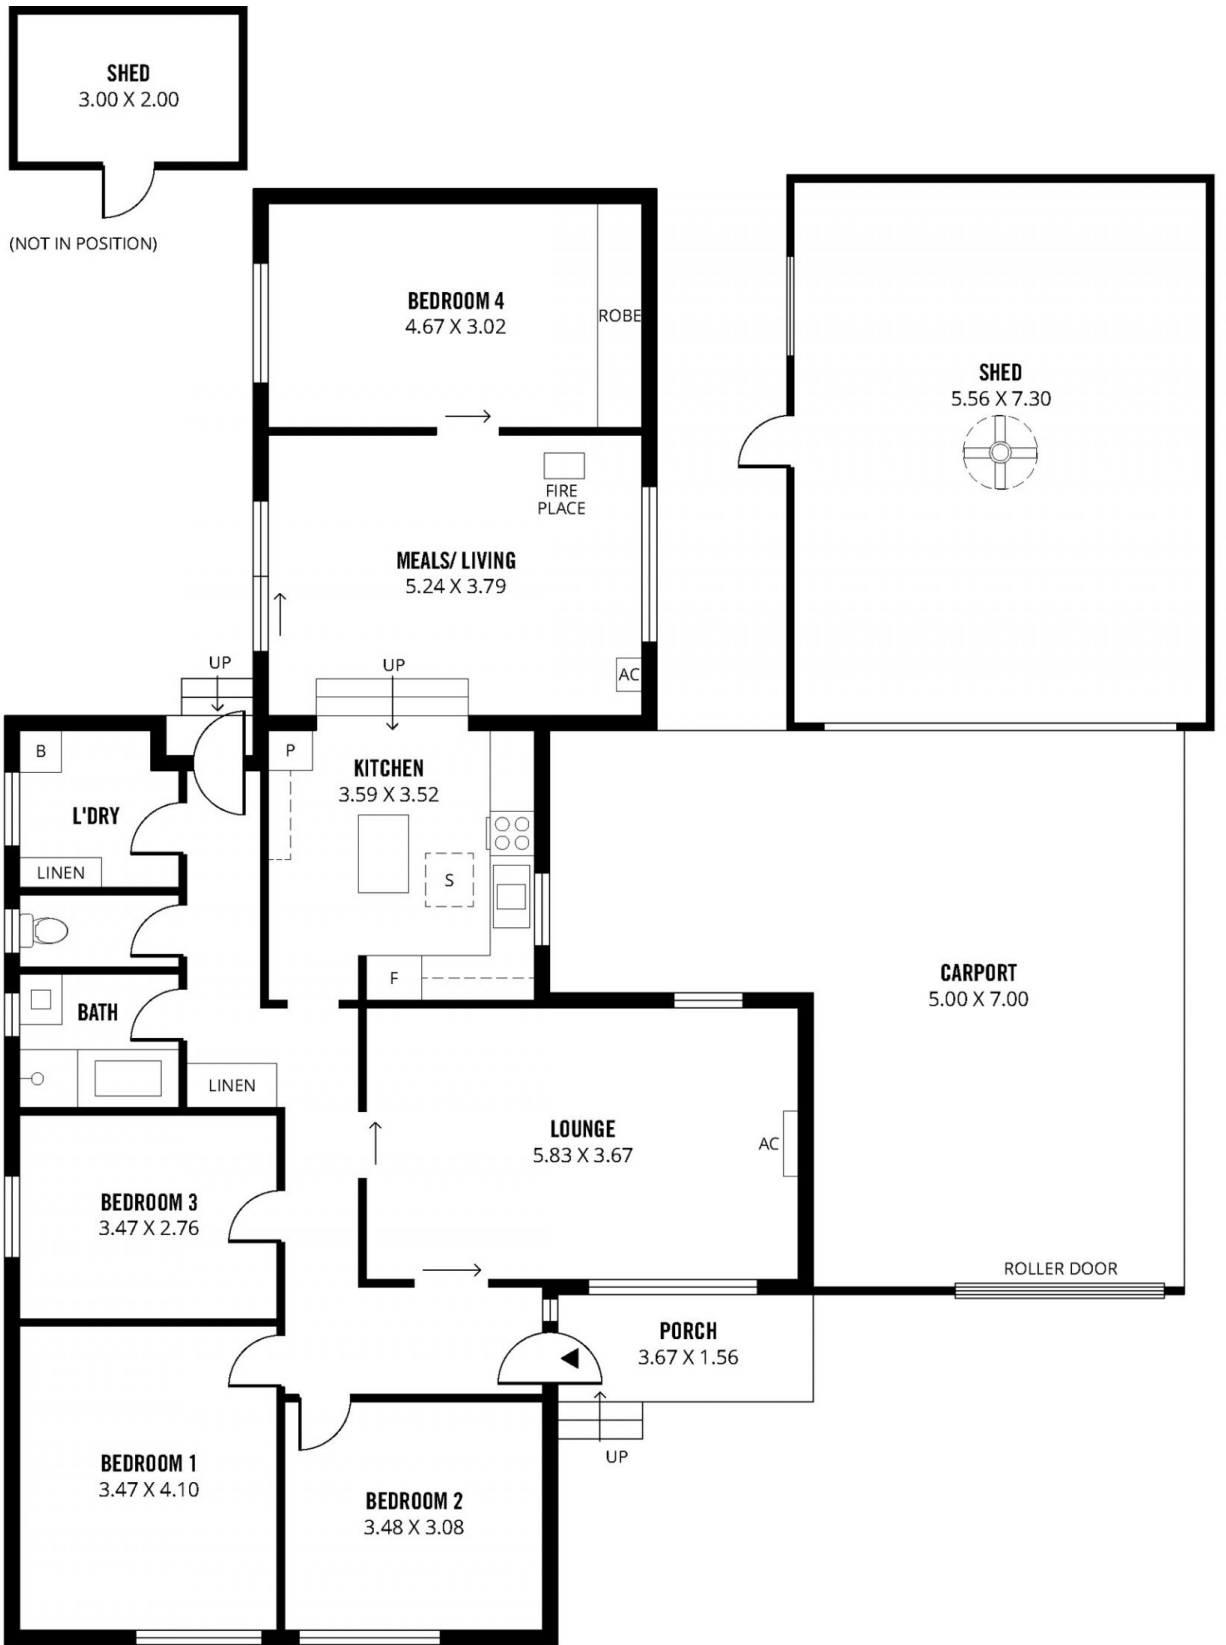 SHED
3.00 X 2.00
(NOT IN POSITION)
BEDROOM 4
4.67 X 3.02
ROBE
SHED
5.56 X 7.30
FIRE
PLACE
MEALS/ LIVING
5.24 X 3.79
UP
UP
AC
B
P
KITCHEN
3.59 X 3.52
L'DRY
LINEN
S
F
BATH
LINEN
CARPORT
5.00 X 7.00
LOUNGE
5.83 X 3.67
AC
BEDROOM 3
3.47 X 2.76
ROLLER DOOR
PORCH
3.67 X 1.56
UP
BEDROOM 1
3.47 X 4.10
BEDROOM 2
3.48 X 3.08